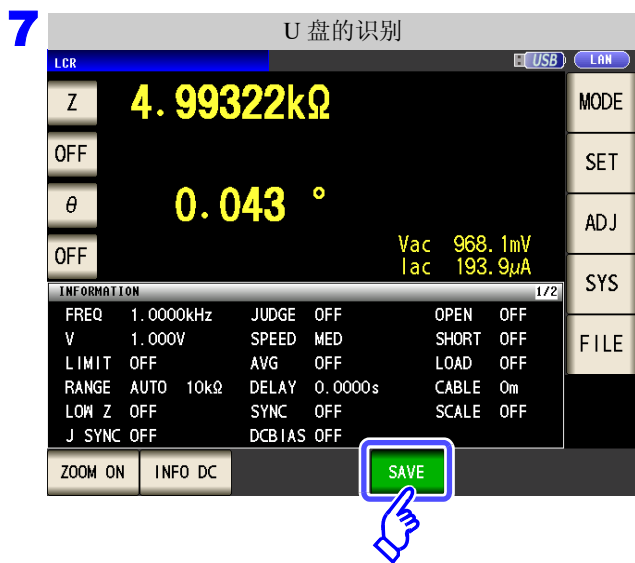 7
U 盘的识别
LCR USB LAN
Z 4.99322kΩ MODE
OFF SET
θ 0.043 ° ADJ
OFF Vac 968.1mV
Iac 193.9μA SYS
INFORMATION 1/2
FREQ 1.0000kHz JUDGE OFF OPEN OFF
V 1.000V SPEED MED SHORT OFF FILE
LIMIT OFF AVG OFF LOAD OFF
RANGE AUTO 10kΩ DELAY 0.0000s CABLE 0m
LOW Z OFF SYNC OFF SCALE OFF
J SYNC OFF DCBIAS OFF
ZOOM ON INFO DC SAVE